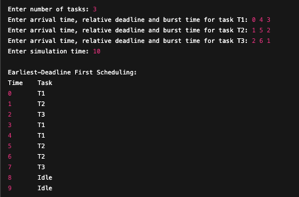 Enter number of tasks: 3
Enter arrival time, relative deadline and burst time for task T1: 0 4 3
Enter arrival time, relative deadline and burst time for task T2: 1 5 2
Enter arrival time, relative deadline and burst time for task T3: 2 6 1
Enter simulation time: 10
Earliest-Deadline First Scheduling:
Time Task
0 T1
1 T2
2 T3
3 T1
4 T1
5 T2
6 T2
7 T3
8 Idle
9 Idle